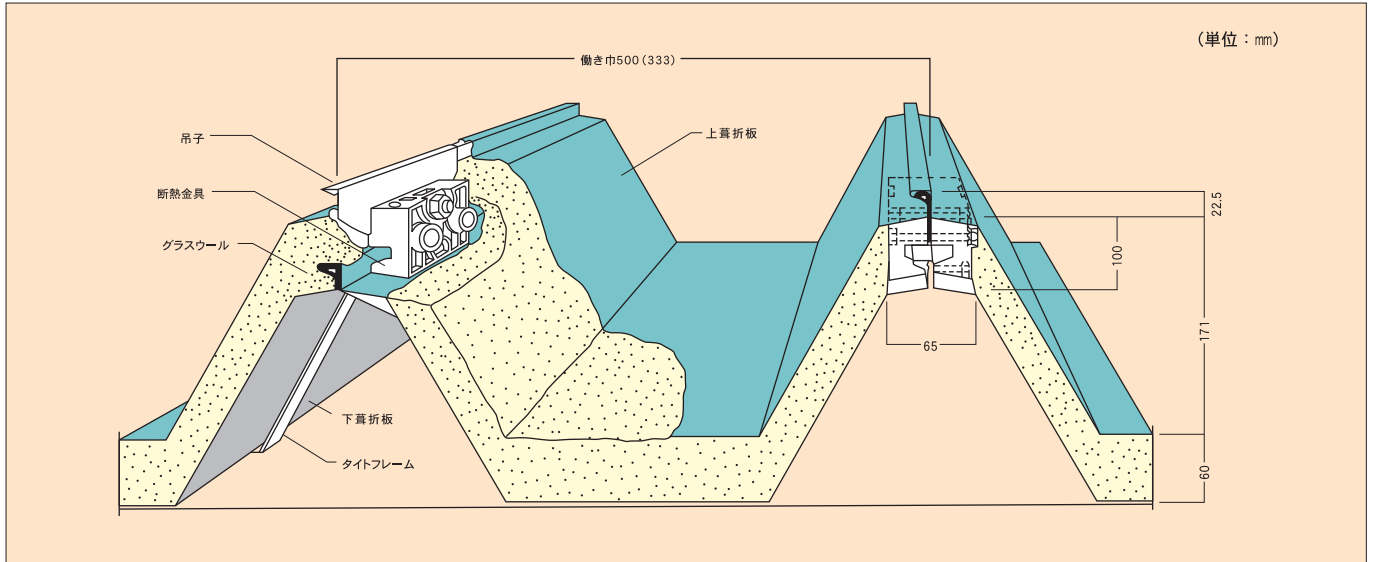 (単位：㎜)
働き巾500(333)
吊子
上葺折板
断熱金具
22.5
グラスウール
100
171
65
下葺折板
タイトフレーム
60